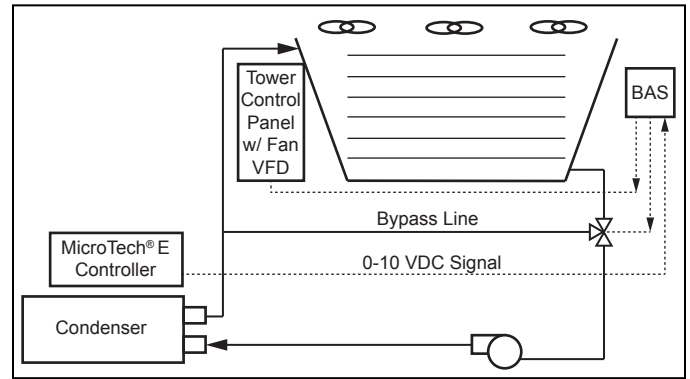 Tower
Control
Panel
w/ Fan
VFD
BAS
Bypass Line
MicroTech® E
Controller
0-10 VDC Signal
Condenser